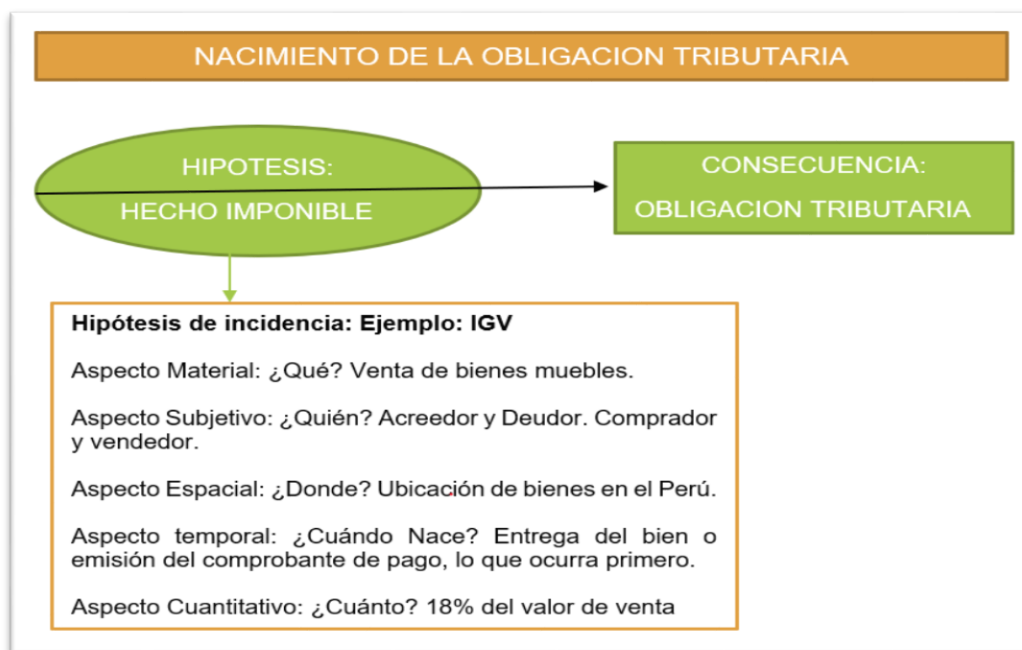 NACIMIENTO DE LA OBLIGACION TRIBUTARIA
HIPOTESIS:
HECHO IMPONIBLE
CONSECUENCIA:
OBLIGACION TRIBUTARIA
Hipótesis de incidencia: Ejemplo: IGV
Aspecto Material: ¿Qué? Venta de bienes muebles.
Aspecto Subjetivo: ¿Quién? Acreedor y Deudor. Comprador
y vendedor.
Aspecto Espacial: ¿Donde? Ubicación de bienes en el Perú.
Aspecto temporal: ¿Cuándo Nace? Entrega del bien o
emisión del comprobante de pago, lo que ocurra primero.
Aspecto Cuantitativo: ¿Cuánto? 18% del valor de venta